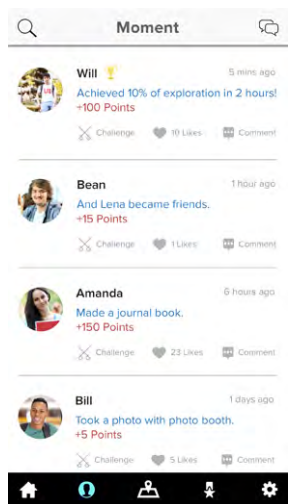 Moment
Will 5 mins ago
Achieved 10% of exploration in 2 hours!
+100 Points
Challenge 10 Likes Comment
Bean 1 hour ago
And Lena became friends.
+15 Points
Challenge 1 Likes Comment
Amanda 6 hours ago
Made a journal book.
+150 Points
Challenge 23 Likes Comment
Bill 1 days ago
Took a photo with photo booth.
+5 Points
Challenge 5 Likes Comment